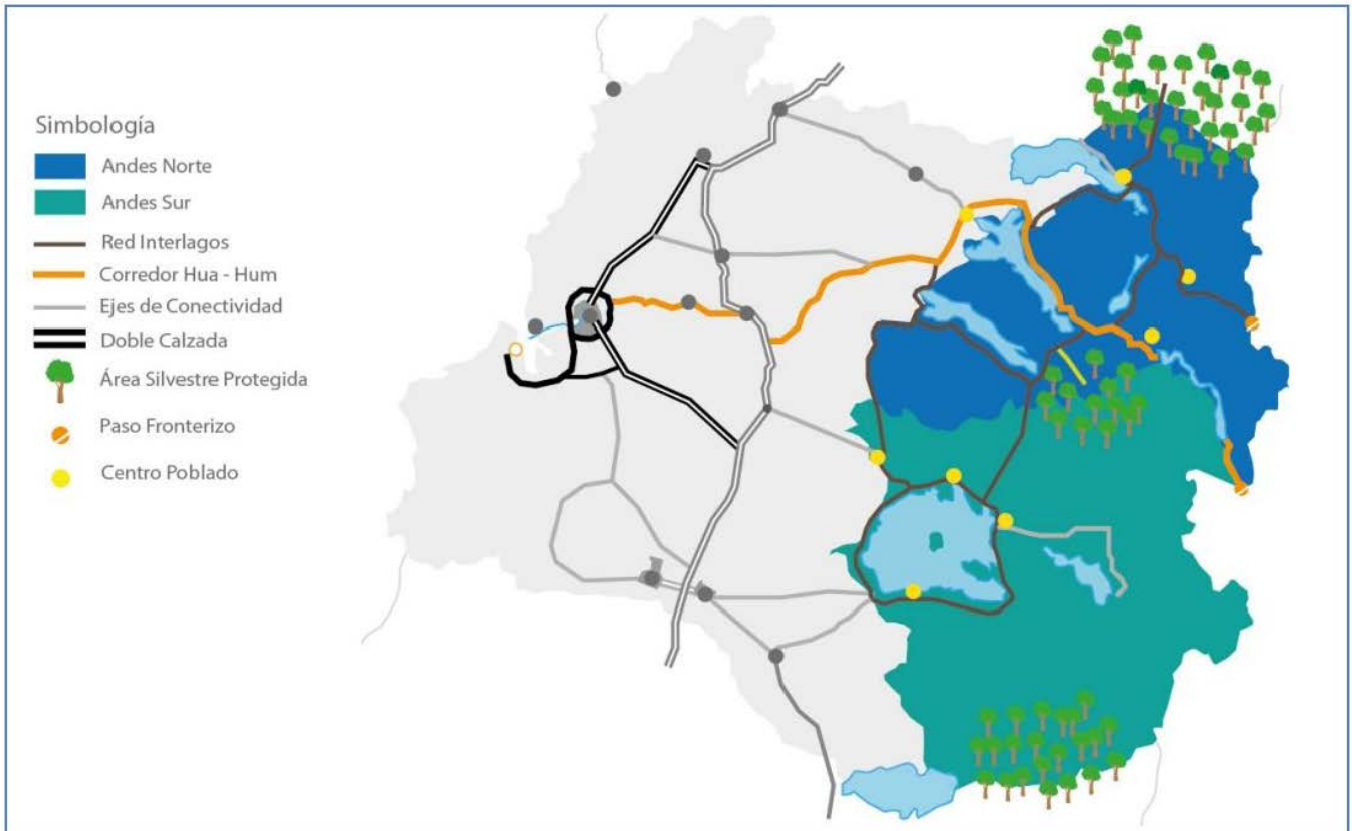 Simbología
Andes Norte
Andes Sur
Red Interlagos
Corredor Hua - Hum
Ejes de Conectividad
Doble Calzada
Área Silvestre Protegida
Paso Fronterizo
Centro Poblado